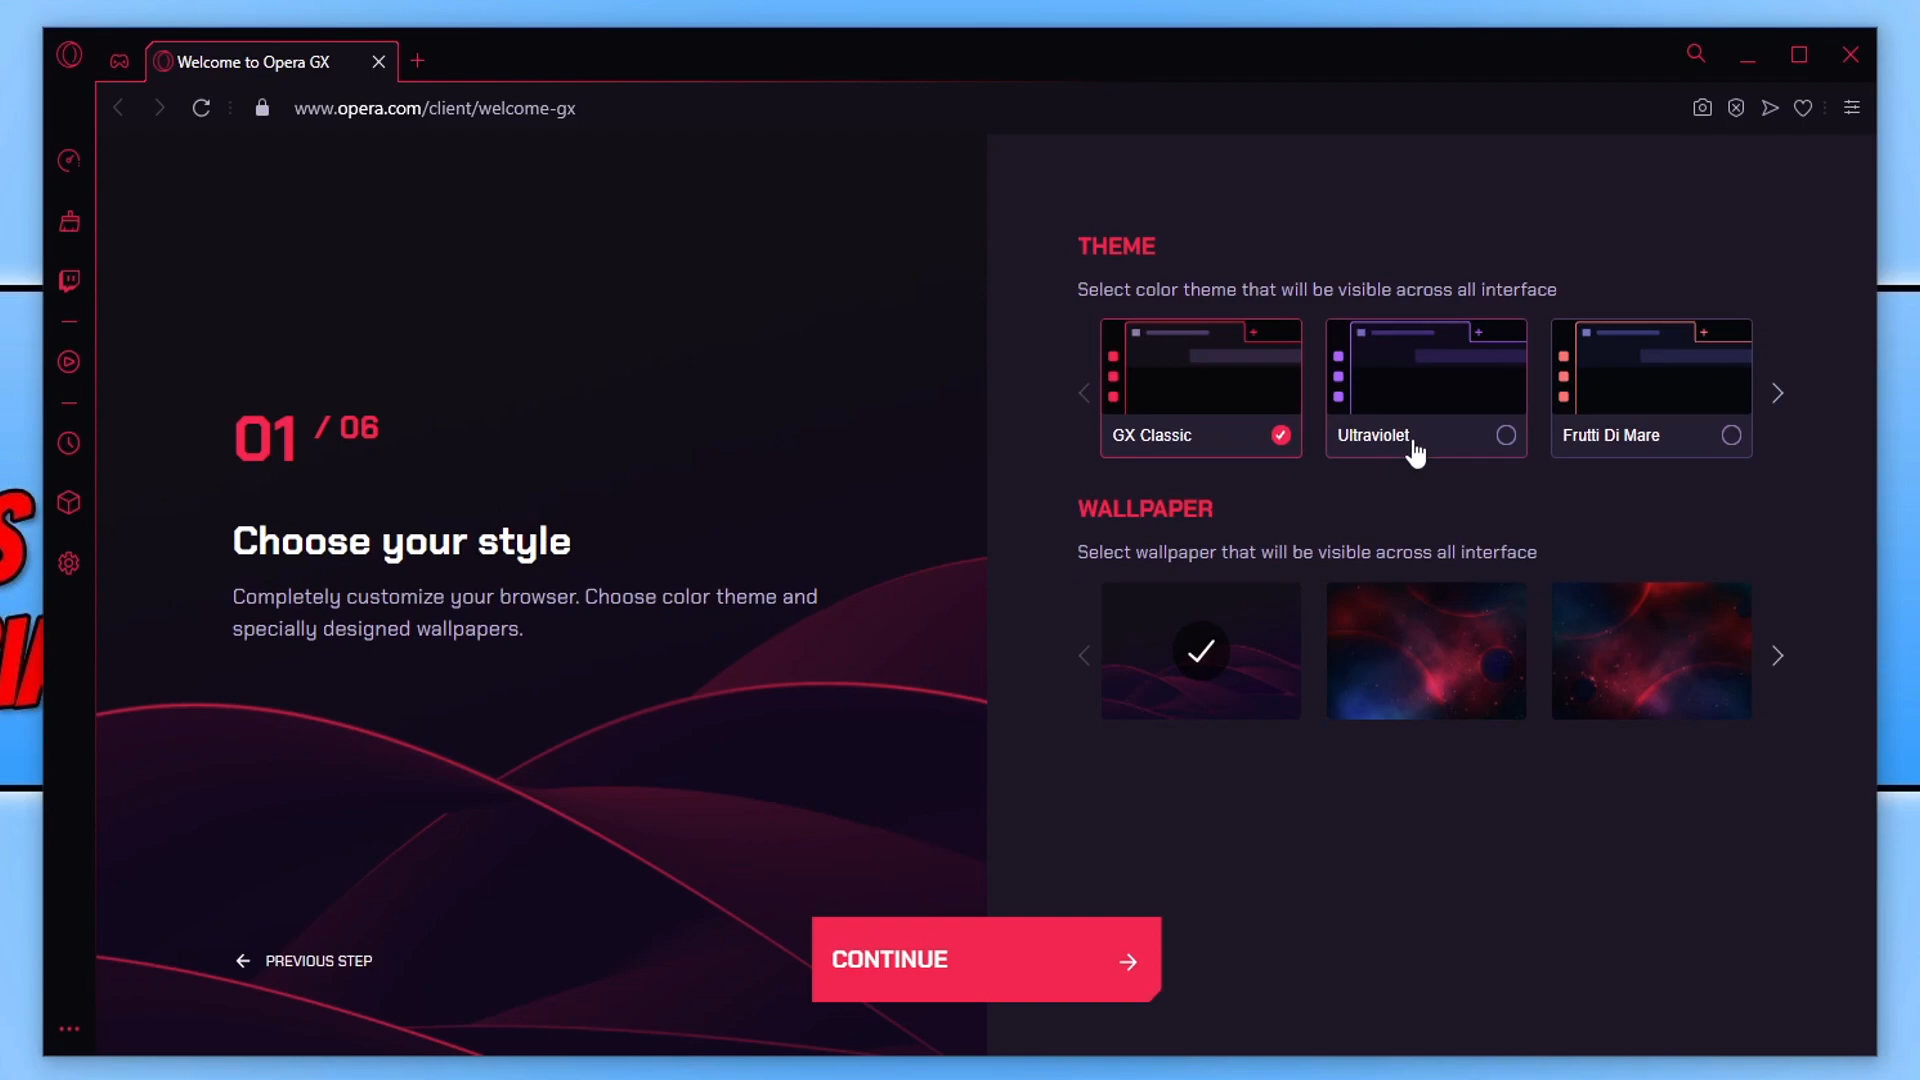 Welcome to Opera GX
www.opera.com/client/welcome-gx
01 / 06
Choose your style
Completely customize your browser. Choose color theme and
specially designed wallpapers.
PREVIOUS STEP
CONTINUE
THEME
Select color theme that will be visible across all interface
GX Classic
Ultraviolet
Frutti Di Mare
WALLPAPER
Select wallpaper that will be visible across all interface